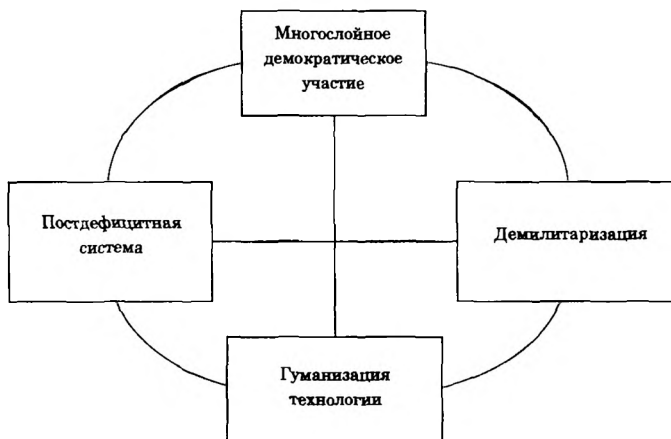 Многослойное
демократическое
участие
Постдефицитная
система
Демилитаризация
Гуманизация
технологии